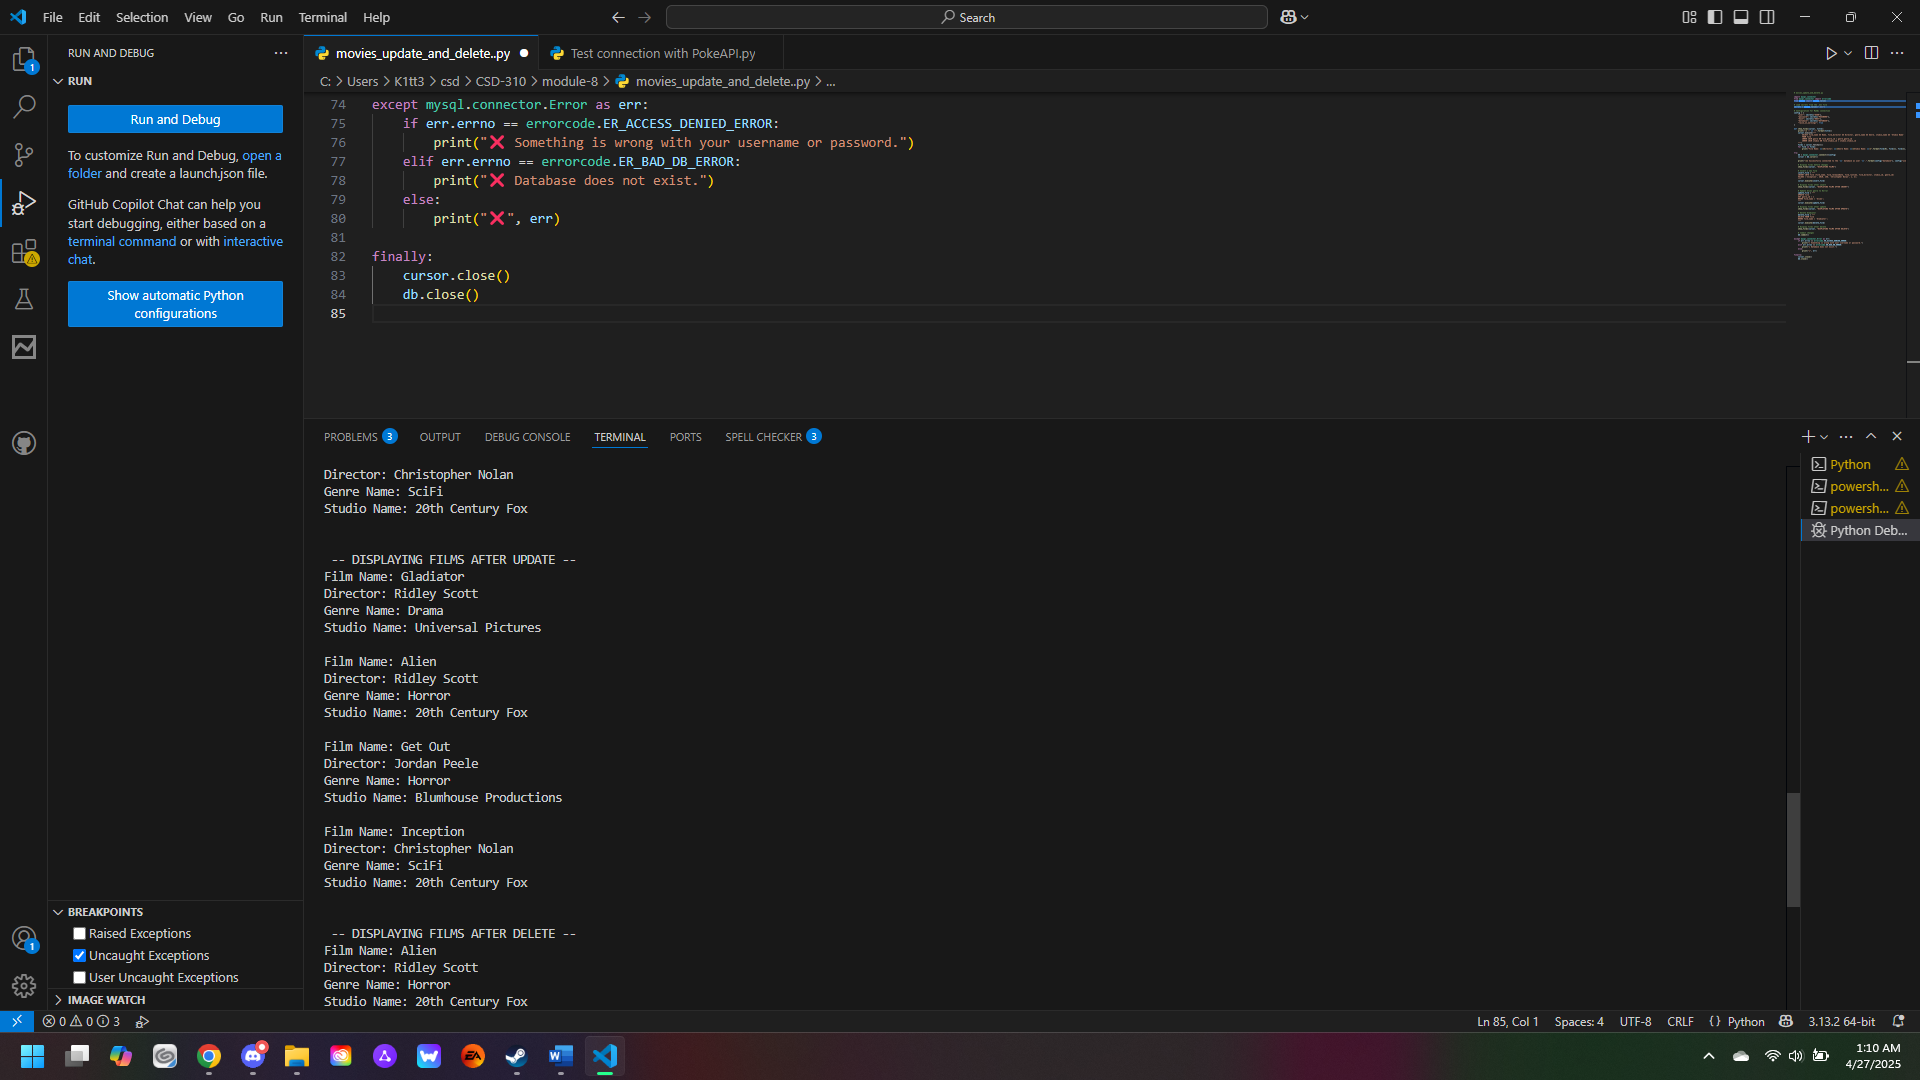 File Edit Selection View Go Run Terminal Help
Search
RUN AND DEBUG
RUN
Run and Debug
To customize Run and Debug, open a
folder and create a launch.json file.
GitHub Copilot Chat can help you
start debugging, either based on a
terminal command or with interactive
chat.
Show automatic Python
configurations
BREAKPOINTS
Raised Exceptions
Uncaught Exceptions
User Uncaught Exceptions
IMAGE WATCH
movies_update_and_delete..py
Test connection with PokeAPI.py
C: > Users > K1tt3 > csd > CSD-310 > module-8 > movies_update_and_delete..py > ...
74 except mysql.connector.Error as err:
75 if err.errno == errorcode.ER_ACCESS_DENIED_ERROR:
76 print("❌ Something is wrong with your username or password.")
77 elif err.errno == errorcode.ER_BAD_DB_ERROR:
78 print("❌ Database does not exist.")
79 else:
80 print("❌", err)
81
82 finally:
83 cursor.close()
84 db.close()
85
PROBLEMS 3 OUTPUT DEBUG CONSOLE TERMINAL PORTS SPELL CHECKER 3
Director: Christopher Nolan
Genre Name: SciFi
Studio Name: 20th Century Fox
-- DISPLAYING FILMS AFTER UPDATE --
Film Name: Gladiator
Director: Ridley Scott
Genre Name: Drama
Studio Name: Universal Pictures
Film Name: Alien
Director: Ridley Scott
Genre Name: Horror
Studio Name: 20th Century Fox
Film Name: Get Out
Director: Jordan Peele
Genre Name: Horror
Studio Name: Blumhouse Productions
Film Name: Inception
Director: Christopher Nolan
Genre Name: SciFi
Studio Name: 20th Century Fox
-- DISPLAYING FILMS AFTER DELETE --
Film Name: Alien
Director: Ridley Scott
Genre Name: Horror
Studio Name: 20th Century Fox
Python
powersh...
powersh...
Python Deb...
1
1
0 0 3
Ln 85, Col 1 Spaces: 4 UTF-8 CRLF {} Python 3.13.2 64-bit
EA
W
1:10 AM
4/27/2025